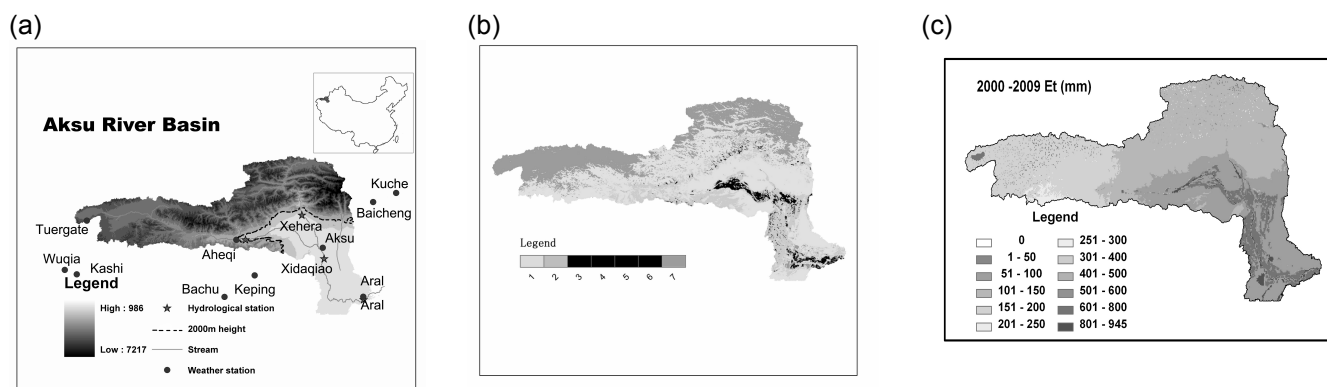 (a)
Aksu River Basin
Kuche
Baicheng
Tuergate
Xehera
Aheqi
Aksu
Wuqia
Kashi
Xidaqiao
Keping
Bachu
Aral
Aral
Legend
High : 986
Low : 7217
Hydrological station
2000m height
Stream
Weather station
(b)
Legend
1 2 3 4 5 6 7
(c)
2000 -2009 Et (mm)
Legend
0
1 - 50
51 - 100
101 - 150
151 - 200
201 - 250
251 - 300
301 - 400
401 - 500
501 - 600
601 - 800
801 - 945